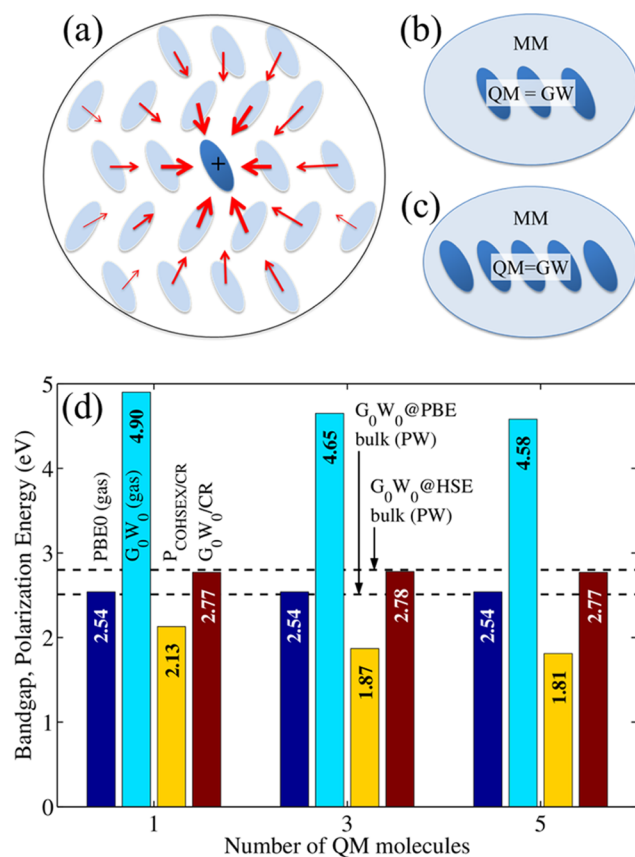 (a)
+
(b)
MM
QM = GW
(c)
MM
QM=GW
(d)
Bandgap, Polarization Energy (eV)
5
4
3
2
1
0
PBE0 (gas)
G₀W₀ (gas)
P_COHSEX/CR
G₀W₀/CR
G₀W₀@PBE
bulk (PW)
G₀W₀@HSE
bulk (PW)
2.54
4.90
2.13
2.77
2.54
4.65
1.87
2.78
2.54
4.58
1.81
2.77
1 3 5
Number of QM molecules